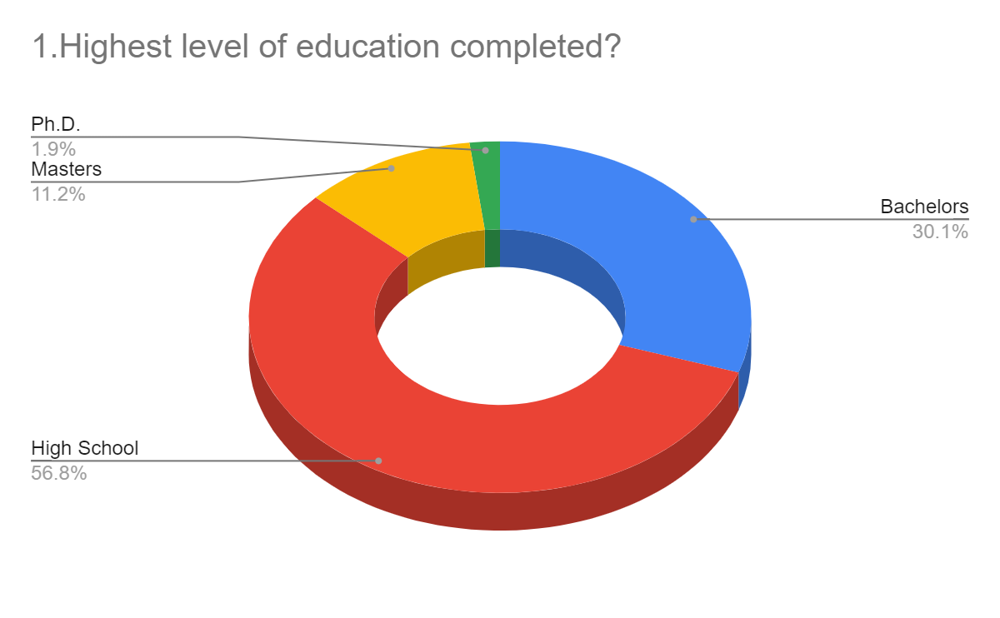 1.Highest level of education completed?
Ph.D.
1.9%
Masters
11.2%
Bachelors
30.1%
High School
56.8%